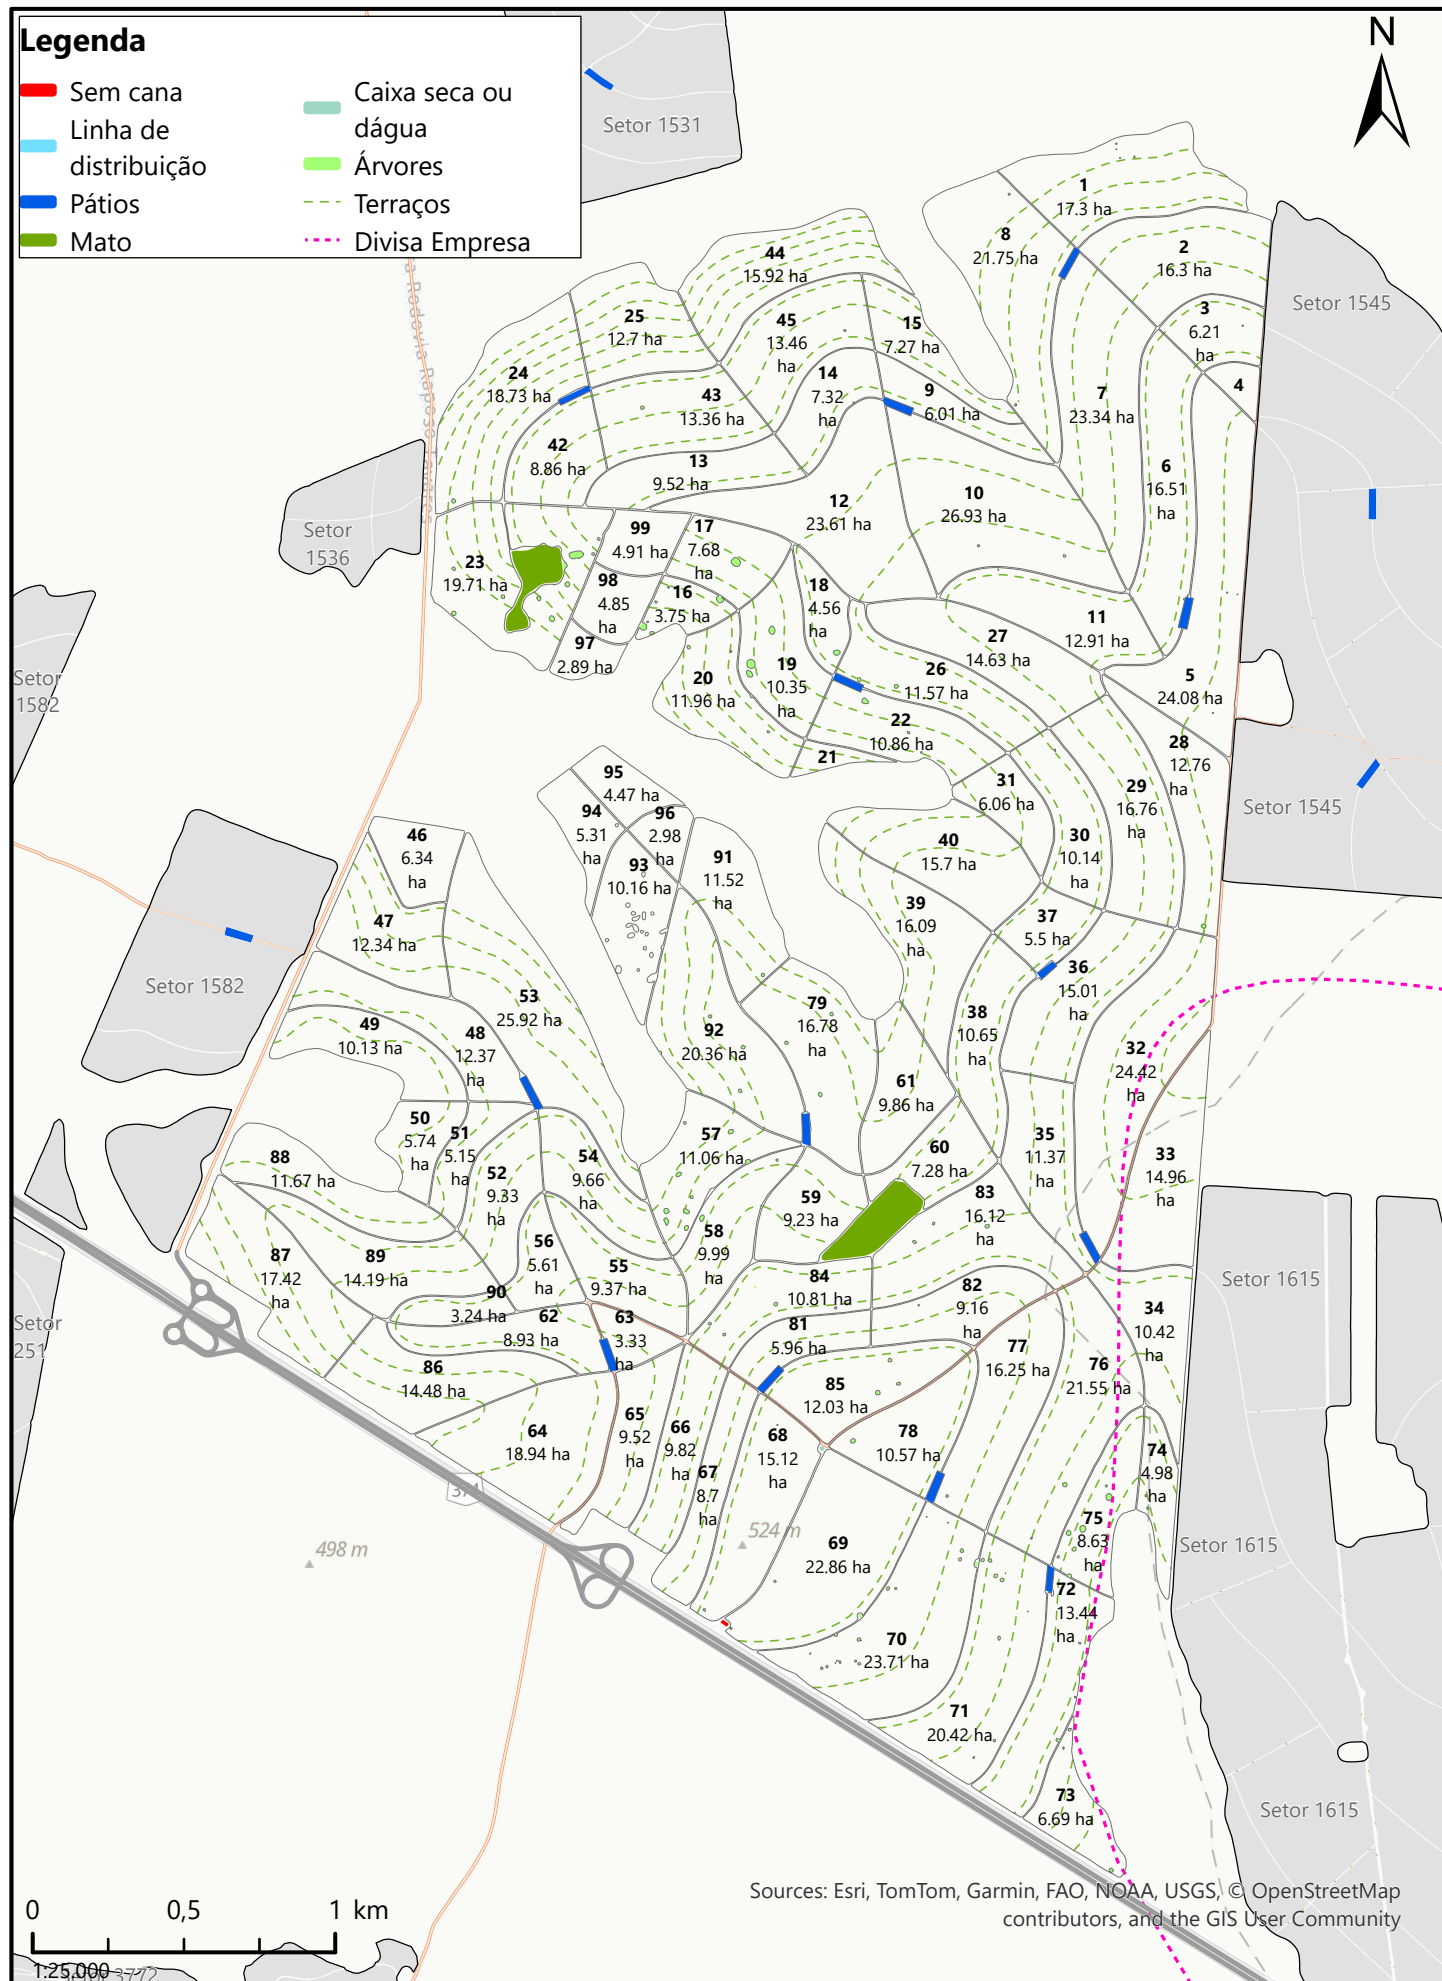 Legenda
Sem cana
Linha de
distribuição
Pátios
Mato
Caixa seca ou
dágua
Árvores
Terraços
Divisa Empresa
N
Setor 1531
1
17.3 ha
8
21.75 ha
2
16.3 ha
44
15.92 ha
Setor 1545
3
6.21
ha
25
12.7 ha
45
13.46
ha
15
7.27 ha
24
18.73 ha
14
7.32
ha
9
6.01 ha
4
43
13.36 ha
7
23.34 ha
42
8.86 ha
13
9.52 ha
6
16.51
ha
12
23.61 ha
10
26.93 ha
Setor
1536
99
4.91 ha
17
7.68
ha
23
19.71 ha
98
4.85
ha
16
3.75 ha
18
4.56
ha
11
12.91 ha
27
14.63 ha
97
2.89 ha
19
10.35
ha
26
11.57 ha
5
24.08 ha
Setor
1582
20
11.96 ha
22
10.86 ha
21
28
12.76
ha
95
4.47 ha
31
6.06 ha
29
16.76
ha
Setor 1545
94
5.31
ha
96
2.98
ha
46
6.34
ha
93
10.16 ha
91
11.52
ha
40
15.7 ha
30
10.14
ha
47
12.34 ha
39
16.09
ha
37
5.5 ha
Setor 1582
36
15.01
ha
53
25.92 ha
79
16.78
ha
49
10.13 ha
48
12.37
ha
92
20.36 ha
38
10.65
ha
32
24.42
ha
61
9.86 ha
50
5.74
ha
51
5.15
ha
57
11.06 ha
60
7.28 ha
35
11.37
ha
33
14.96
ha
88
11.67 ha
52
9.33
ha
54
9.66
ha
59
9.23 ha
83
16.12
ha
87
17.42
ha
89
14.19 ha
56
5.61
ha
55
9.37 ha
58
9.99
ha
84
10.81 ha
82
9.16
ha
Setor 1615
90
3.24 ha
62
8.93 ha
63
3.33
ha
81
5.96 ha
34
10.42
ha
Setor
251
77
16.25 ha
76
21.55 ha
86
14.48 ha
85
12.03 ha
64
18.94 ha
65
9.52
ha
66
9.82
ha
68
15.12
ha
78
10.57 ha
67
8.7
ha
74
4.98
ha
374
498 m
524 m
69
22.86 ha
75
8.63
ha
Setor 1615
72
13.44
ha
70
23.71 ha
71
20.42 ha
73
6.69 ha
Setor 1615
Sources: Esri, TomTom, Garmin, FAO, NOAA, USGS, © OpenStreetMap
contributors, and the GIS User Community
0 0,5 1 km
1:25.000
Setor 3772